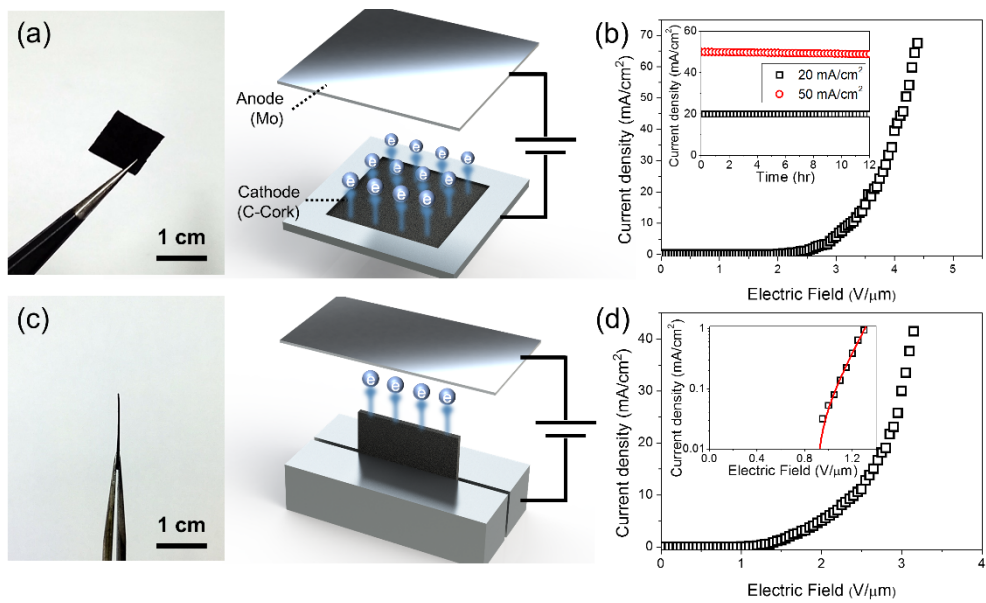 (a)
1 cm
Anode
(Mo)
Cathode
(C-Cork)
e e e e
e e e e
e e e e
(b)
Current density (mA/cm²)
70
60
50
40
30
20
10
0
0 1 2 3 4 5
Electric Field (V/μm)
Current density (mA/cm²)
60
40
20
0
0 2 4 6 8 10 12
Time (hr)
20 mA/cm²
50 mA/cm²
(c)
1 cm
e e e e
(d)
Current density (mA/cm²)
50
40
30
20
10
0
0 1 2 3 4
Electric Field (V/μm)
Current density (mA/cm²)
1
0.1
0.01
0.0 0.4 0.8 1.2
Electric Field (V/μm)